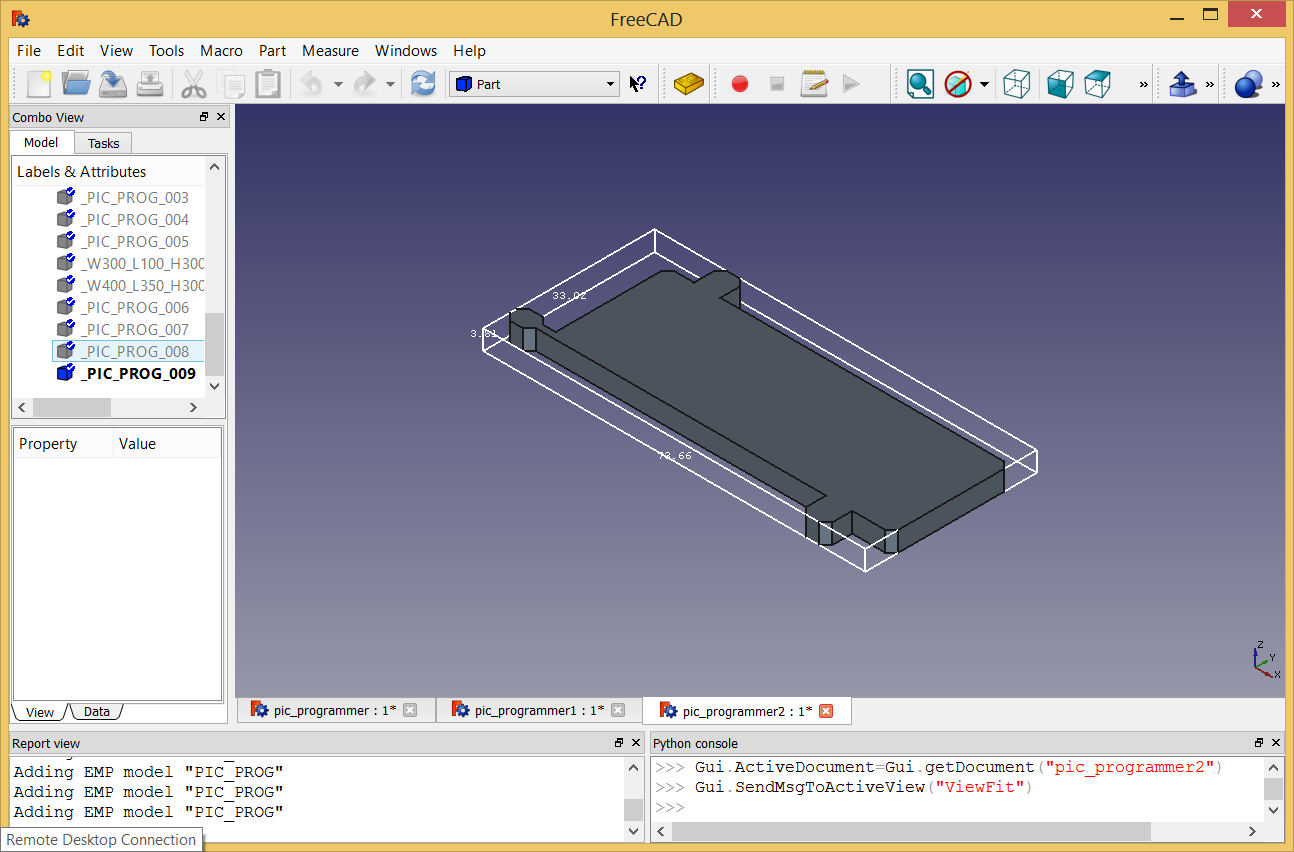 FreeCAD
File Edit View Tools Macro Part Measure Windows Help
Part
Combo View
Model Tasks
Labels & Attributes
_PIC_PROG_003
_PIC_PROG_004
_PIC_PROG_005
_W300_L100_H300
_W400_L350_H300
_PIC_PROG_006
_PIC_PROG_007
_PIC_PROG_008
_PIC_PROG_009
Property Value
View Data
33.02
3.81
73.66
Z
Y
X
pic_programmer : 1* pic_programmer1 : 1* pic_programmer2 : 1*
Report view
Adding EMP model "PIC_PROG"
Adding EMP model "PIC_PROG"
Adding EMP model "PIC_PROG"
Python console
>>> Gui.ActiveDocument=Gui.getDocument("pic_programmer2")
>>> Gui.SendMsgToActiveView("ViewFit")
>>>
Remote Desktop Connection